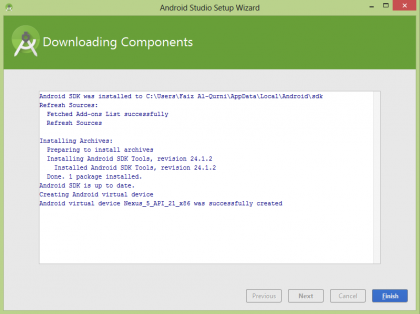 Android Studio Setup Wizard
Downloading Components
Android SDK was installed to C:\Users\Faiz Al-Qurni\AppData\Local\Android\sdk
Refresh Sources:
Fetched Add-ons List successfully
Refresh Sources
Installing Archives:
Preparing to install archives
Installing Android SDK Tools, revision 24.1.2
Installed Android SDK Tools, revision 24.1.2
Done. 1 package installed.
Android SDK is up to date.
Creating Android virtual device
Android virtual device Nexus_5_API_21_x86 was successfully created
Previous Next Cancel Finish